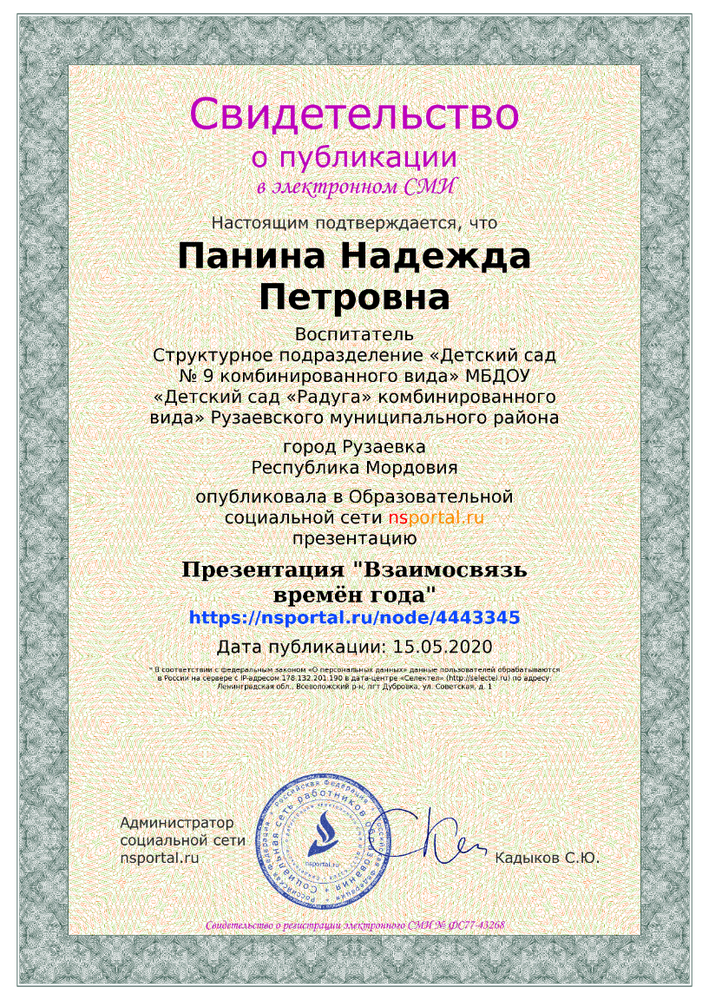 Свидетельство
о публикации
в электронном СМИ
Настоящим подтверждается, что
Панина Надежда
Петровна
Воспитатель
Структурное подразделение «Детский сад
№ 9 комбинированного вида» МБДОУ
«Детский сад «Радуга» комбинированного
вида» Рузаевского муниципального района
город Рузаевка
Республика Мордовия
опубликовала в Образовательной
социальной сети nsportal.ru
презентацию
Презентация "Взаимосвязь
времён года"
https://nsportal.ru/node/4443345
Дата публикации: 15.05.2020
* В соответствии с федеральным законом «О персональных данных» данные пользователей обрабатываются
в России на сервере с IP-адресом 178.132.201.190 в дата-центре «Селектел» (http://selectel.ru) по адресу:
Ленинградская обл., Всеволожский р-н, пгт Дубровка, ул. Советская, д. 1
Администратор
социальной сети
nsportal.ru
Российская Федерация * Российская Федерация * Российская Федерация
Социальная сеть работников образования *
nsportal.ru
Кадыков С.Ю.
Свидетельство о регистрации электронного СМИ № ФС77-43268